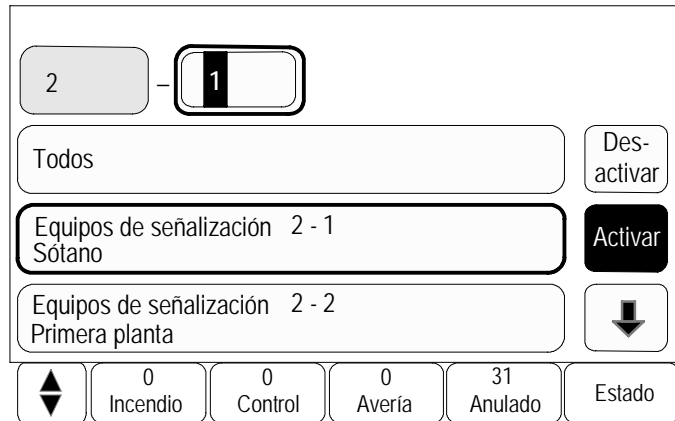 2 – 1
Todos
Des-
activar
Equipos de señalización 2 - 1
Sótano
Activar
Equipos de señalización 2 - 2
Primera planta
0
Incendio
0
Control
0
Avería
31
Anulado
Estado